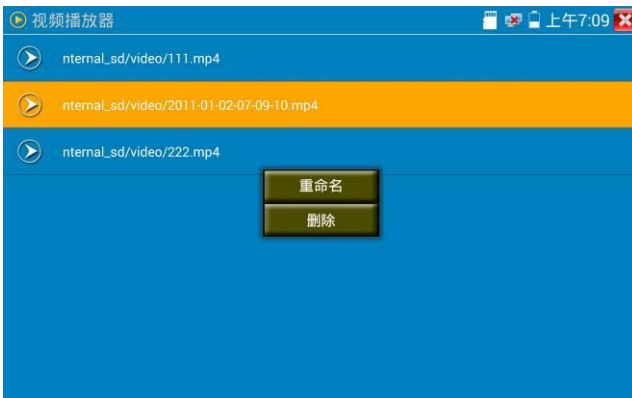 视频播放器 上午7:09
nternal_sd/video/111.mp4
nternal_sd/video/2011-01-02-07-09-10.mp4
nternal_sd/video/222.mp4
重命名
删除